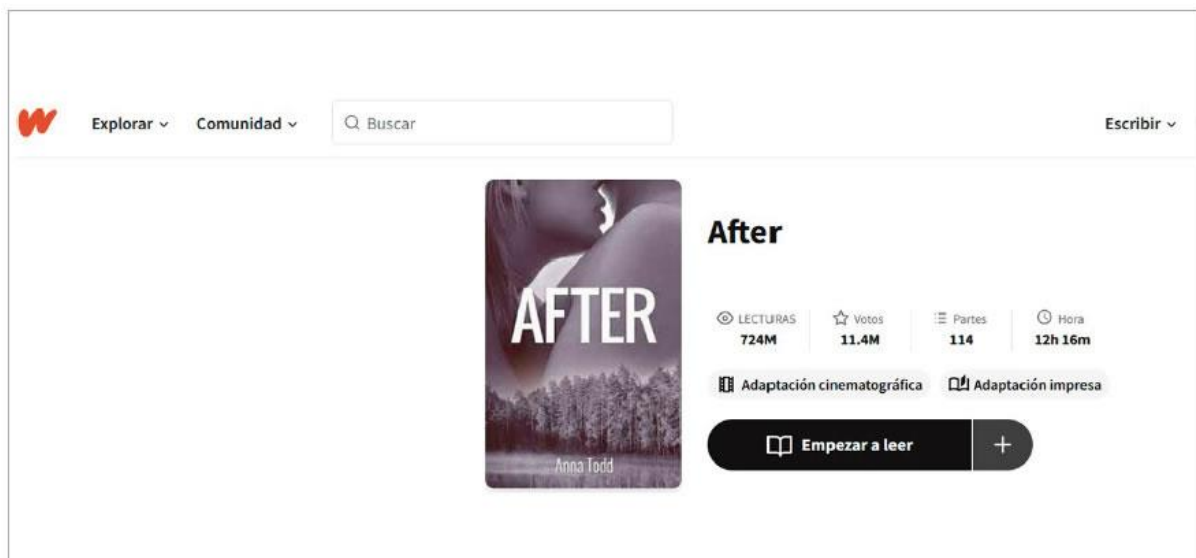 Explorar
Comunidad
Buscar
Escribir
AFTER
Anna Todd
After
LECTURAS
724M
Votos
11.4M
Partes
114
Hora
12h 16m
Adaptación cinematográfica
Adaptación impresa
Empezar a leer
+